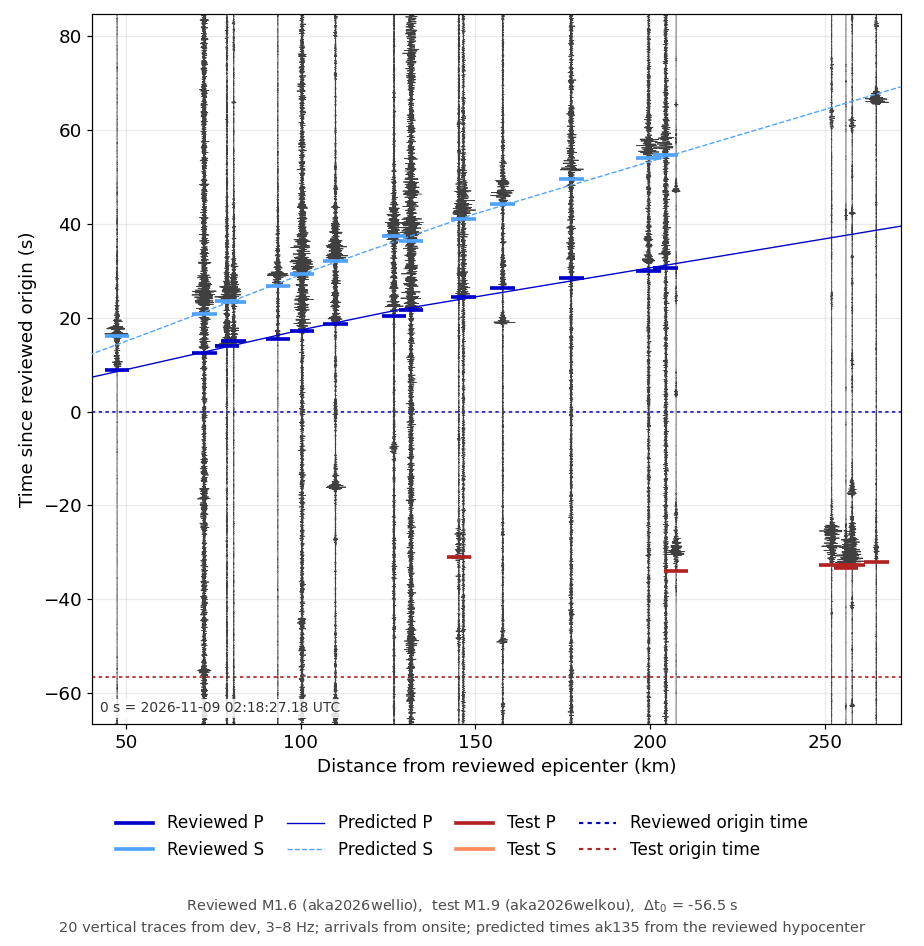 80
60
40
20
0
−20
−40
−60
Time since reviewed origin (s)
0 s = 2026-11-09 02:18:27.18 UTC
50 100 150 200 250
Distance from reviewed epicenter (km)
Reviewed P Predicted P Test P Reviewed origin time
Reviewed S Predicted S Test S Test origin time
Reviewed M1.6 (aka2026wellio), test M1.9 (aka2026welkou), Δt₀ = -56.5 s
20 vertical traces from dev, 3–8 Hz; arrivals from onsite; predicted times ak135 from the reviewed hypocenter